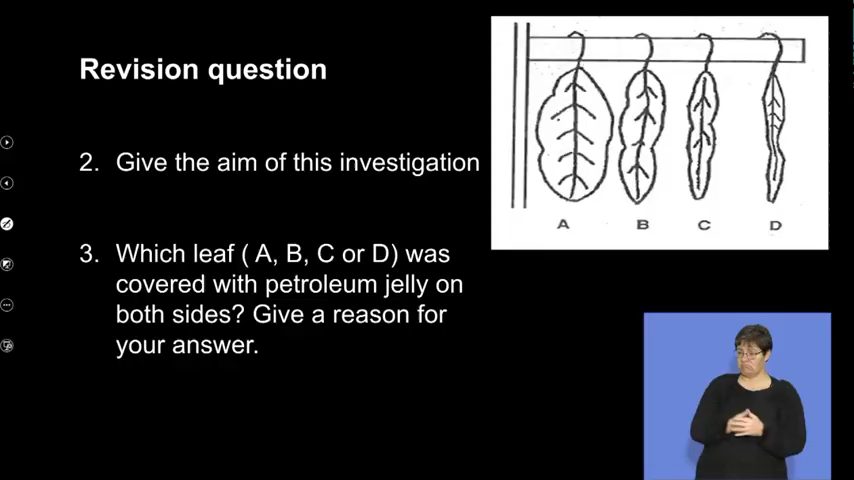 Revision question
2. Give the aim of this investigation
3. Which leaf ( A, B, C or D) was
covered with petroleum jelly on
both sides? Give a reason for
your answer.
A B C D